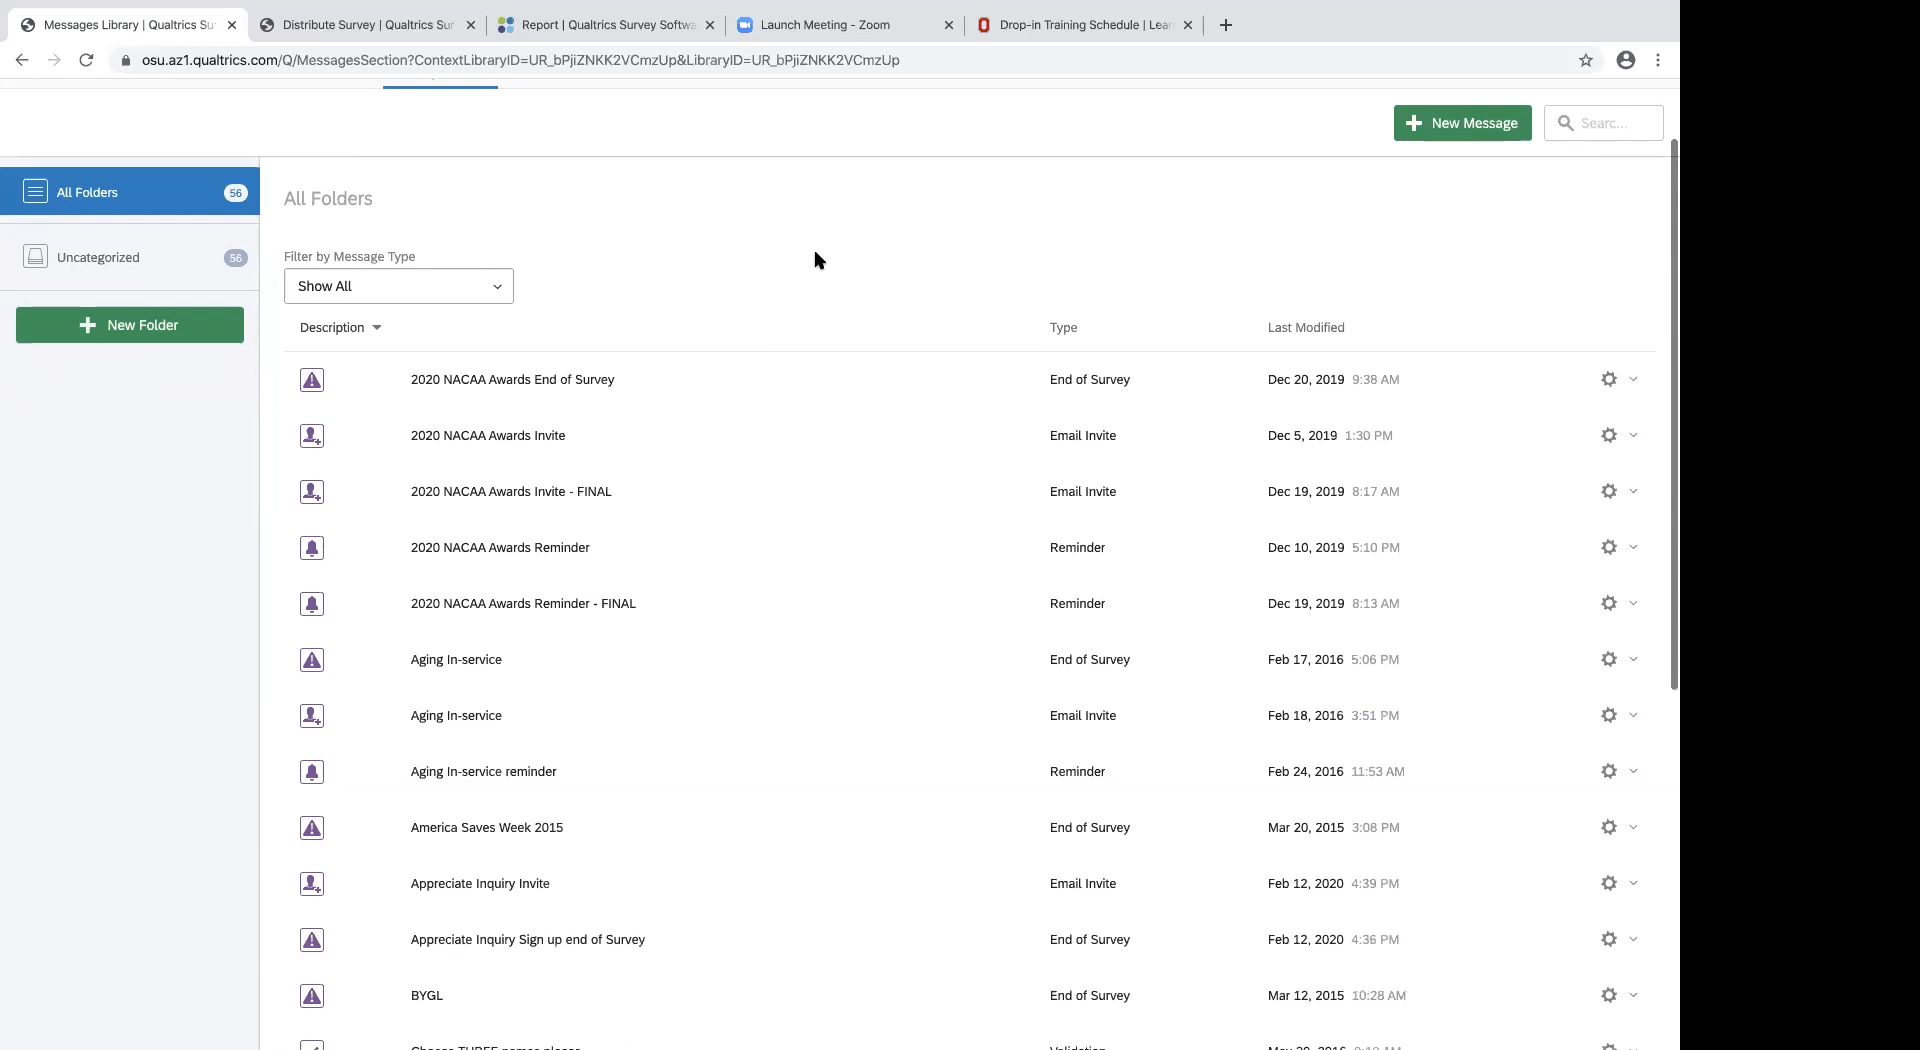 Messages Library | Qualtrics Su
Distribute Survey | Qualtrics Sur
Report | Qualtrics Survey Softwa
Launch Meeting - Zoom
Drop-in Training Schedule | Lear
osu.az1.qualtrics.com/Q/MessagesSection?ContextLibraryID=UR_bPjiZNKK2VCmzUp&LibraryID=UR_bPjiZNKK2VCmzUp
New Message
Searc...
All Folders 56
Uncategorized 56
New Folder
All Folders
Filter by Message Type
Show All
Description Type Last Modified
2020 NACAA Awards End of Survey End of Survey Dec 20, 2019 9:38 AM
2020 NACAA Awards Invite Email Invite Dec 5, 2019 1:30 PM
2020 NACAA Awards Invite - FINAL Email Invite Dec 19, 2019 8:17 AM
2020 NACAA Awards Reminder Reminder Dec 10, 2019 5:10 PM
2020 NACAA Awards Reminder - FINAL Reminder Dec 19, 2019 8:13 AM
Aging In-service End of Survey Feb 17, 2016 5:06 PM
Aging In-service Email Invite Feb 18, 2016 3:51 PM
Aging In-service reminder Reminder Feb 24, 2016 11:53 AM
America Saves Week 2015 End of Survey Mar 20, 2015 3:08 PM
Appreciate Inquiry Invite Email Invite Feb 12, 2020 4:39 PM
Appreciate Inquiry Sign up end of Survey End of Survey Feb 12, 2020 4:36 PM
BYGL End of Survey Mar 12, 2015 10:28 AM